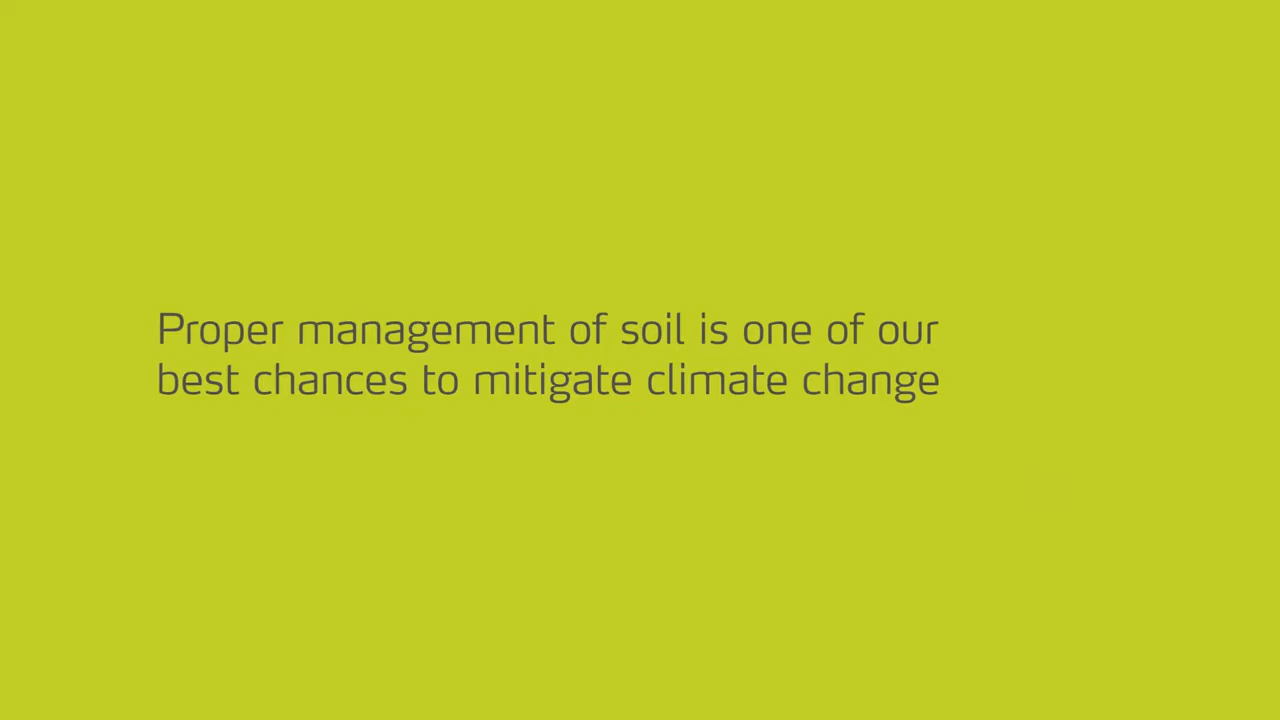 Proper management of soil is one of our
best chances to mitigate climate change